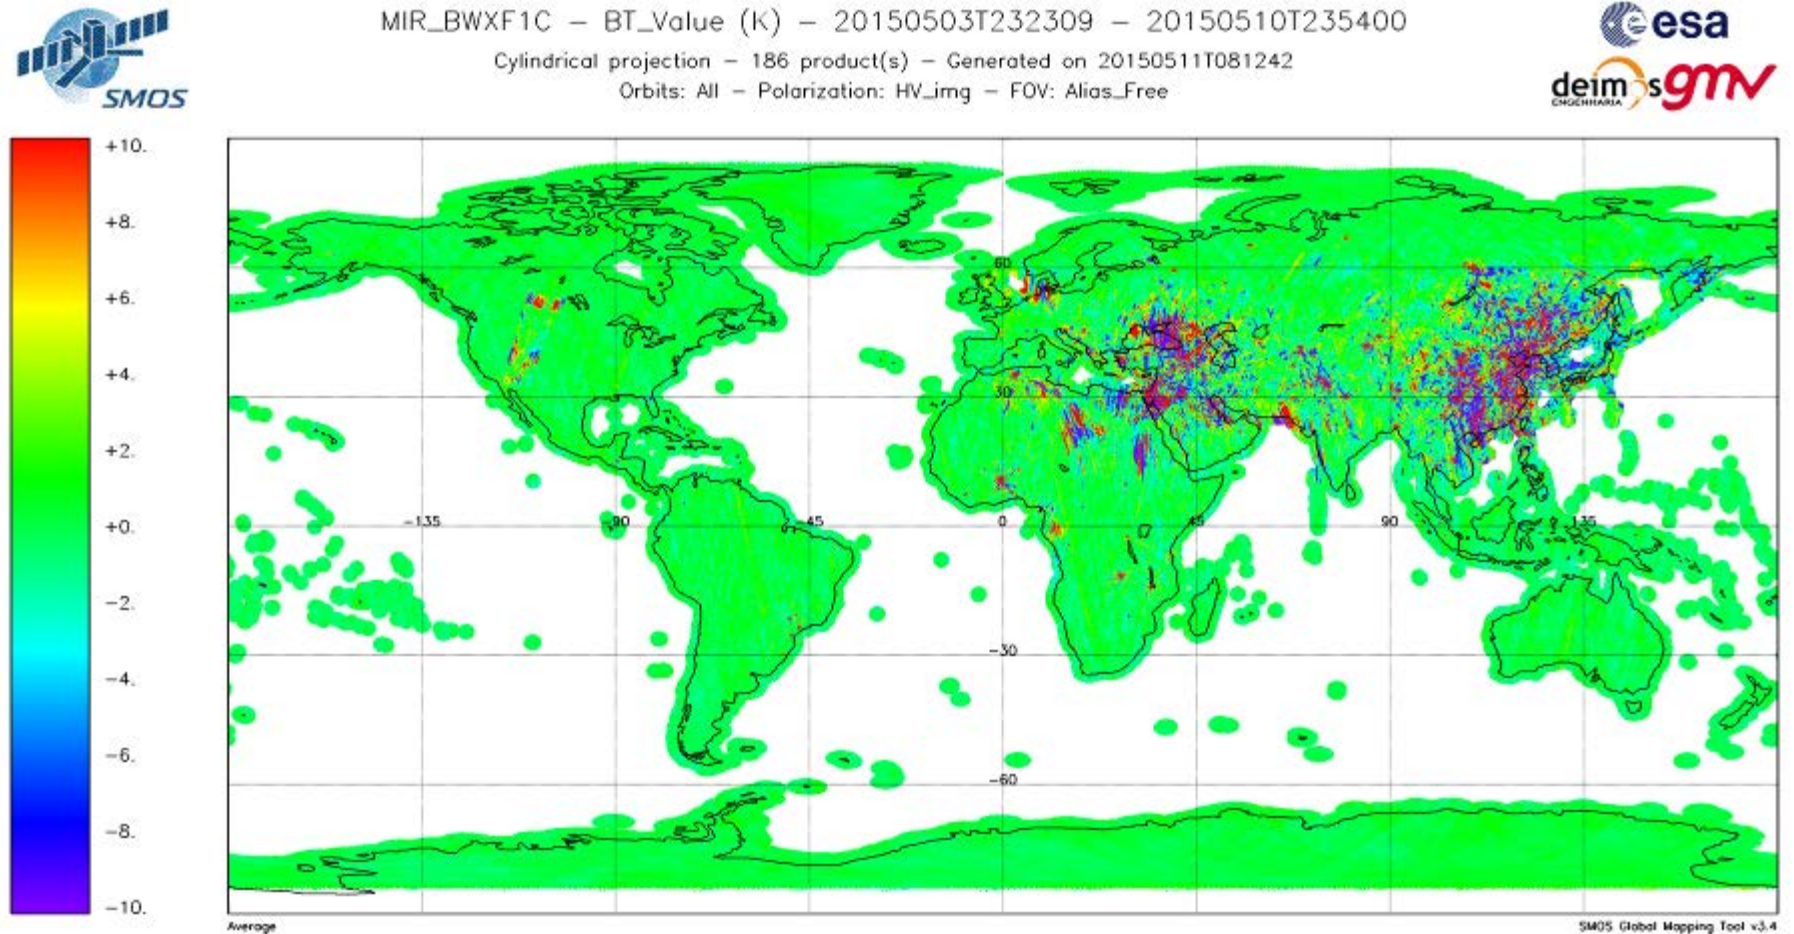 SMOS
MIR_BWXF1C – BT_Value (K) – 20150503T232309 – 20150510T235400
Cylindrical projection – 186 product(s) – Generated on 20150511T081242
Orbits: All – Polarization: HV_img – FOV: Alias_Free
esa
deimos
ENGENHARIA
gmv
+10.
+8.
+6.
+4.
+2.
+0.
−2.
−4.
−6.
−8.
−10.
60
30
−135
−90
−45
0
45
90
135
−30
−60
Average
SMOS Global Mapping Tool v3.4